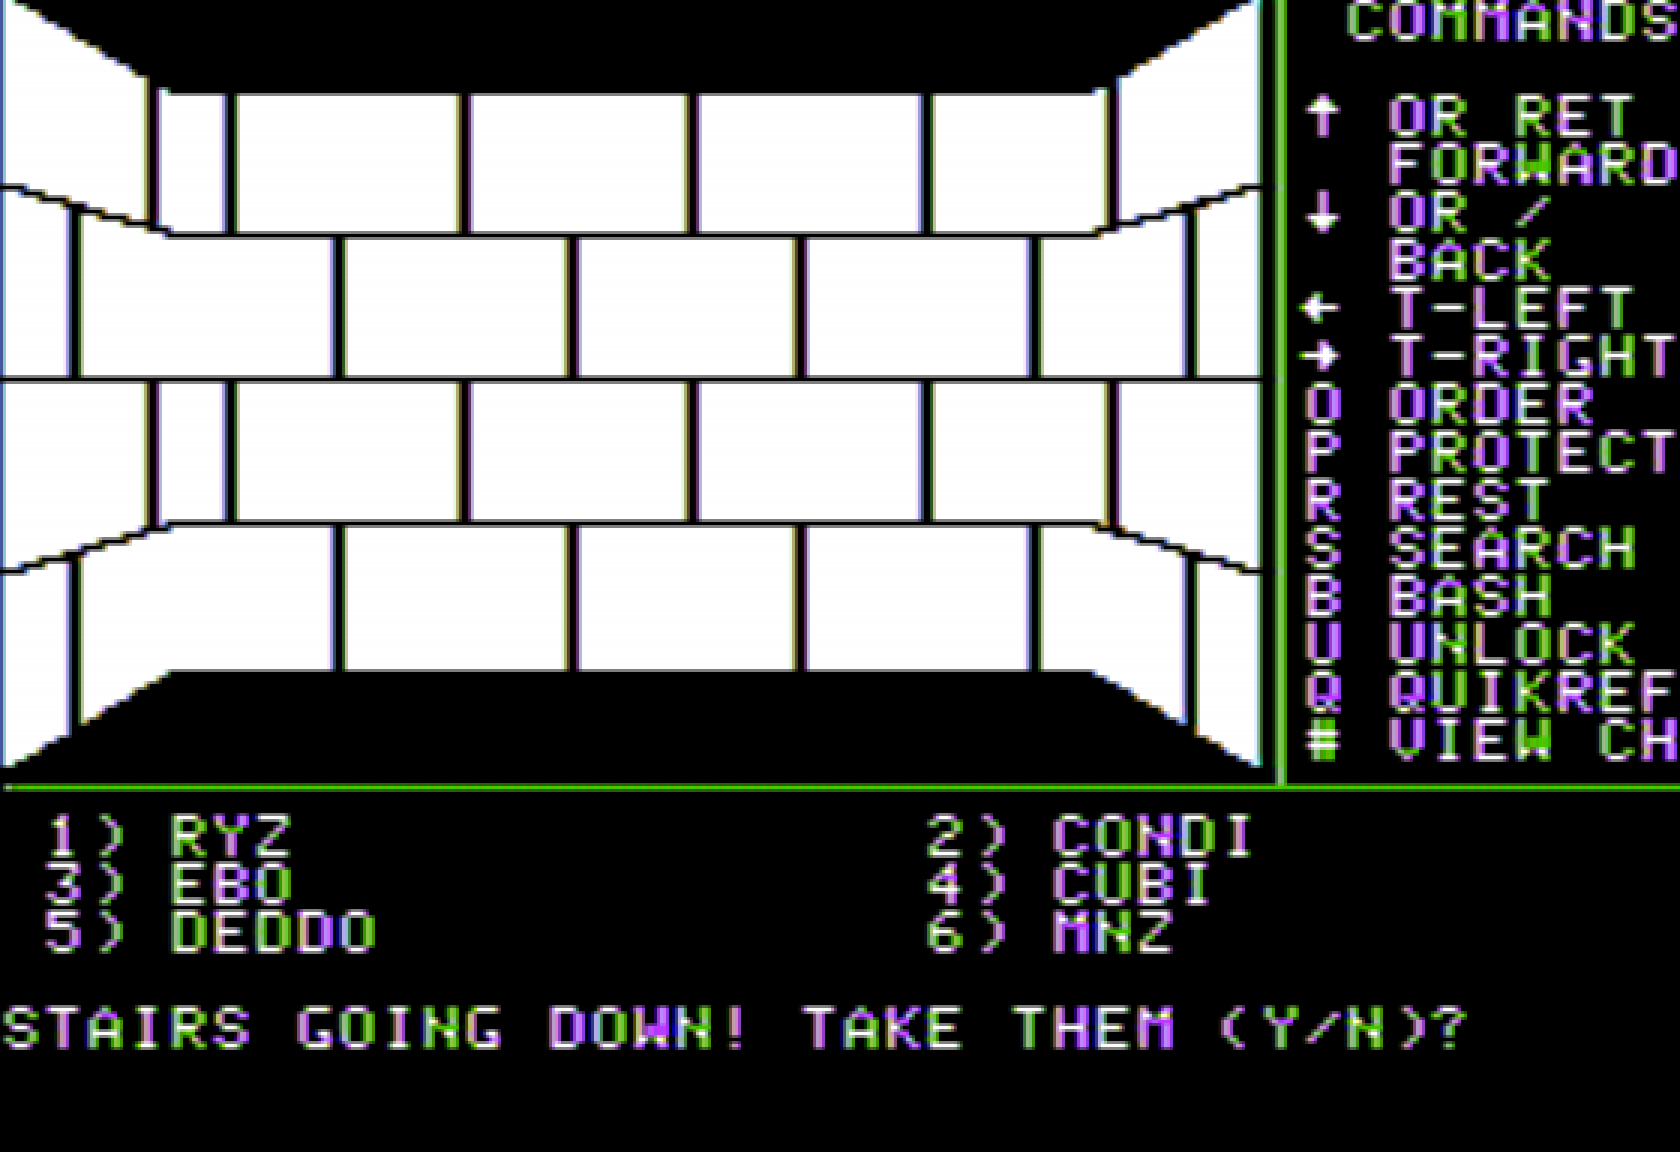 COMMANDS
↑ OR RET
FORWARD
↓ OR /
BACK
← T-LEFT
→ T-RIGHT
O ORDER
P PROTECT
R REST
S SEARCH
B BASH
U UNLOCK
Q QUIKREF
# VIEW CH
1) RYZ 2) CONDI
3) EBO 4) CUBI
5) DEDDO 6) MNZ
STAIRS GOING DOWN! TAKE THEM (Y/N)?